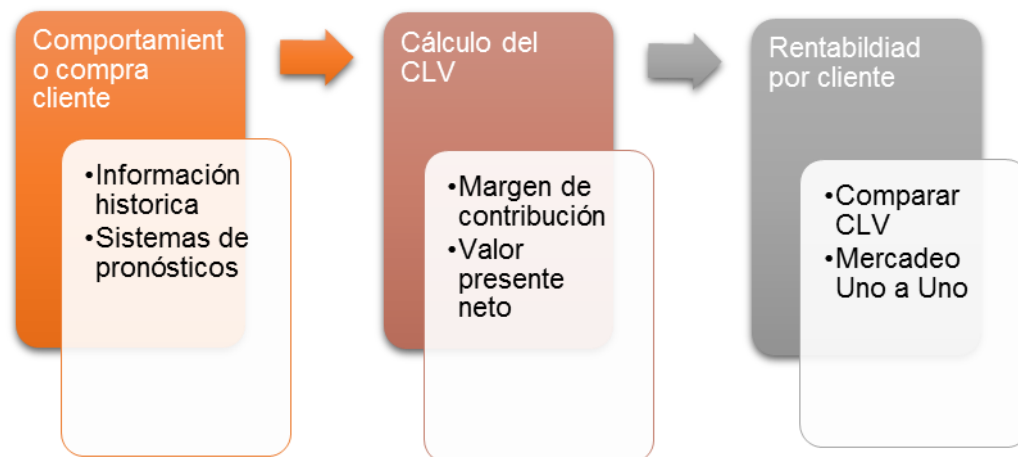 Comportamient
o compra
cliente
•Información
historica
•Sistemas de
pronósticos
Cálculo del
CLV
•Margen de
contribución
•Valor
presente
neto
Rentabildiad
por cliente
•Comparar
CLV
•Mercadeo
Uno a Uno